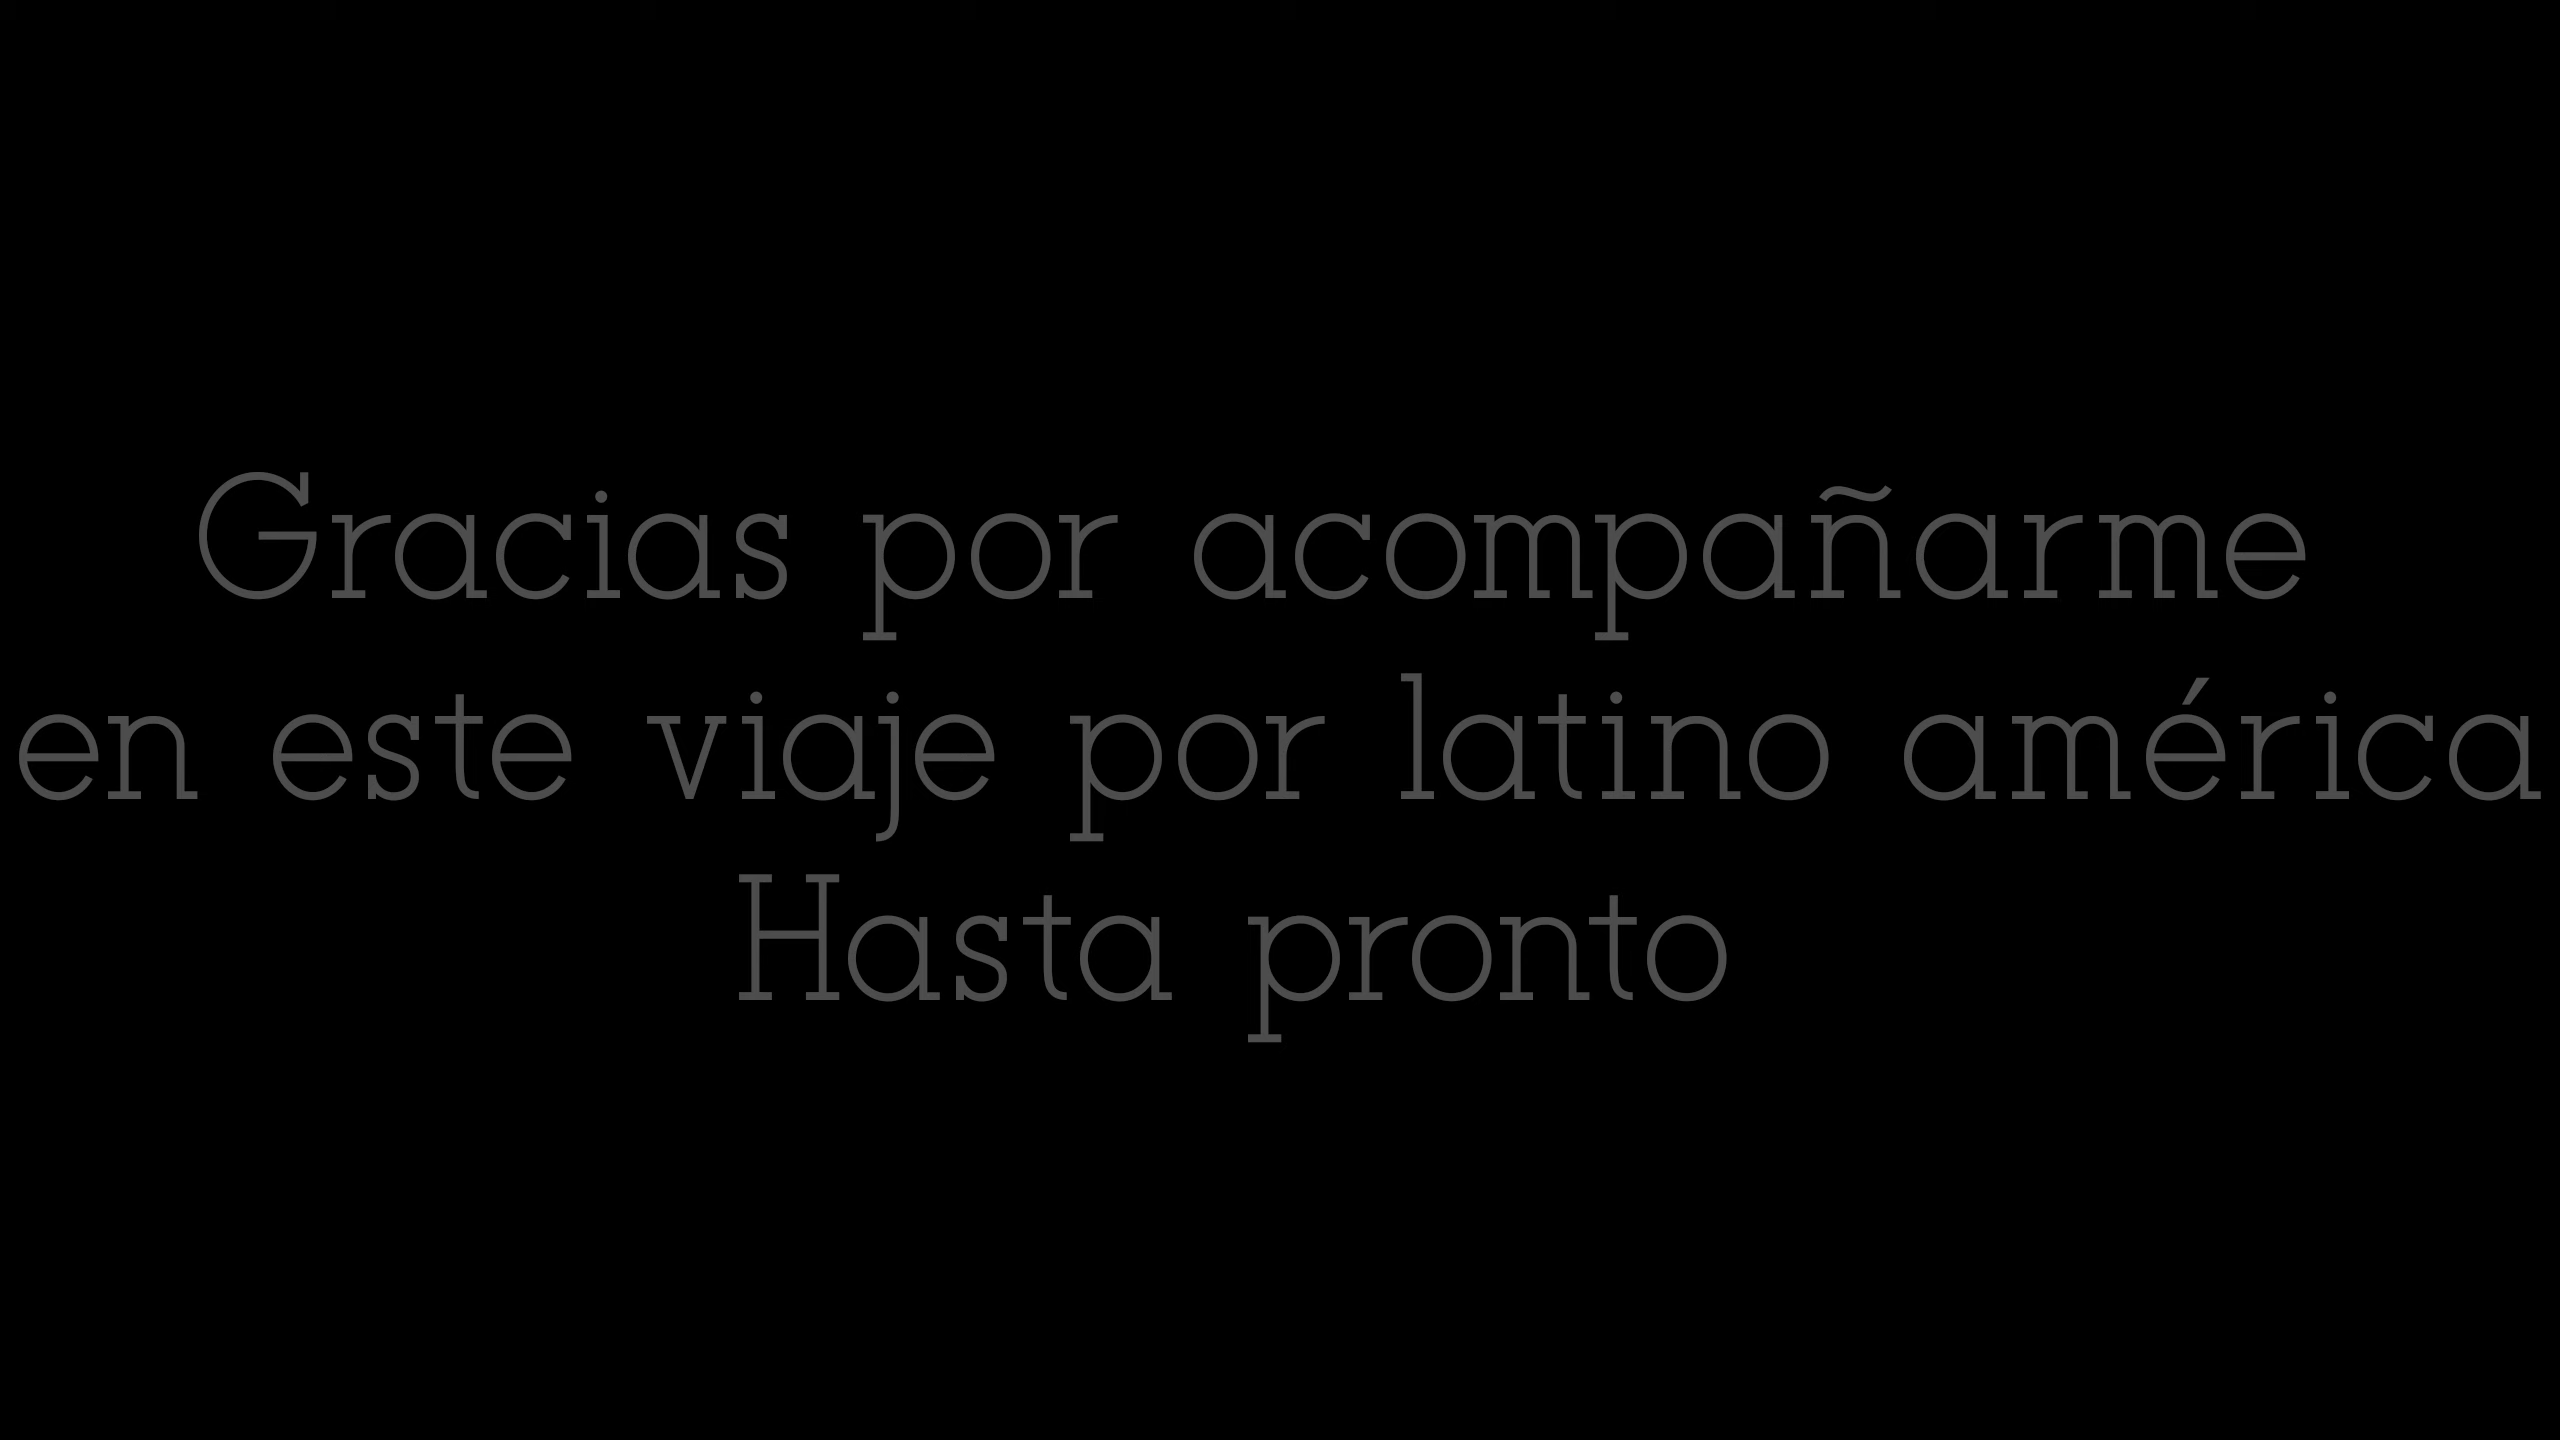 Gracias por acompañarme
en este viaje por latino américa
Hasta pronto